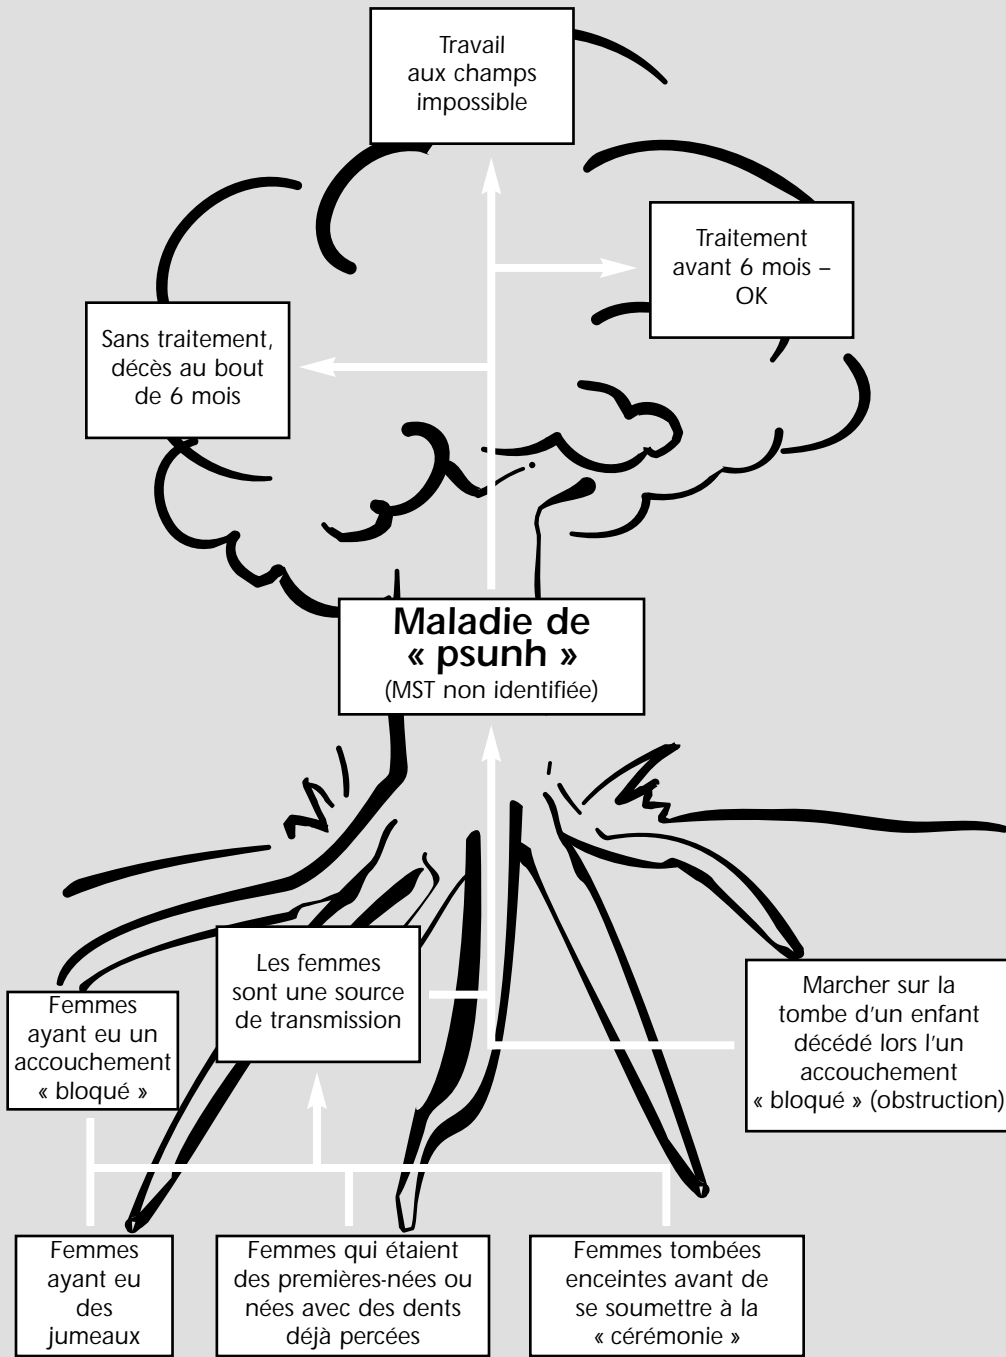 Travail
aux champs
impossible
Traitement
avant 6 mois –
OK
Sans traitement,
décès au bout
de 6 mois
Maladie de
« psunh »
(MST non identifiée)
Les femmes
sont une source
de transmission
Femmes
ayant eu un
accouchement
« bloqué »
Marcher sur la
tombe d'un enfant
décédé lors l'un
accouchement
« bloqué » (obstruction)
Femmes
ayant eu
des
jumeaux
Femmes qui étaient
des premières-nées ou
nées avec des dents
déjà percées
Femmes tombées
enceintes avant de
se soumettre à la
« cérémonie »